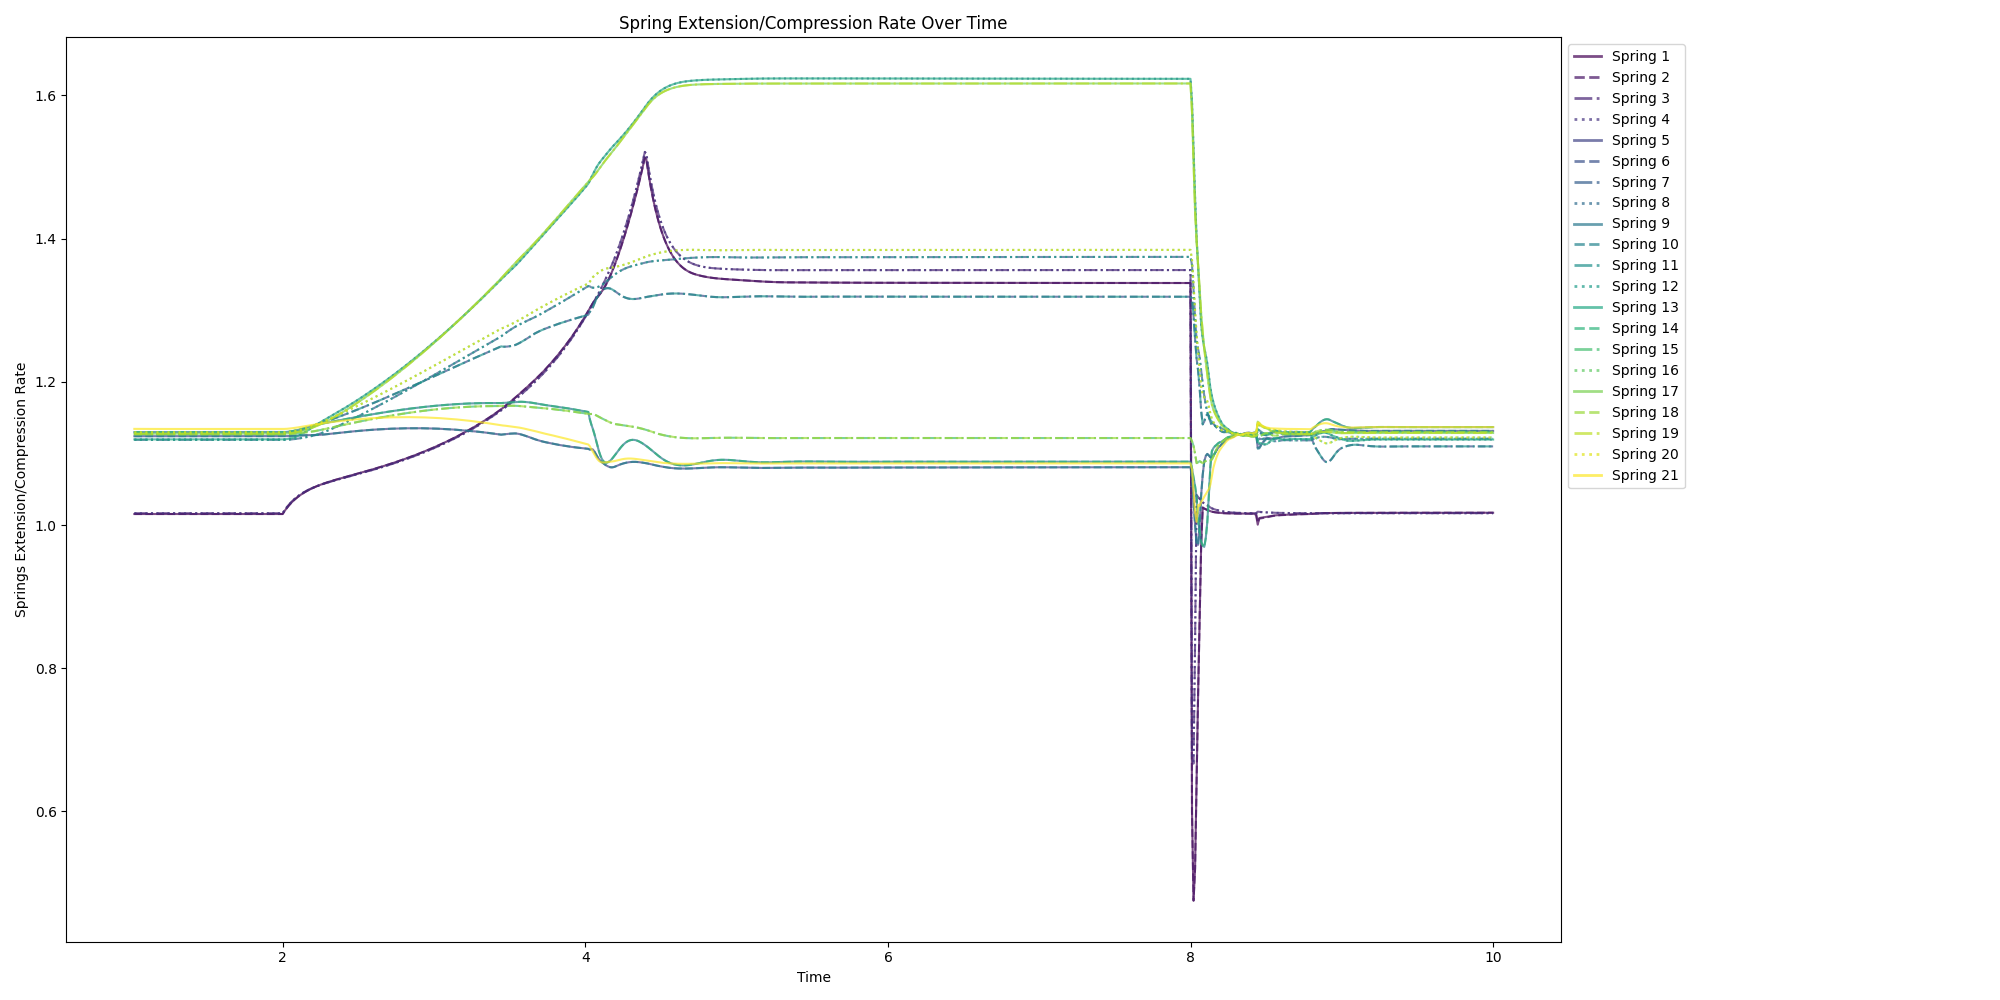 Spring Extension/Compression Rate Over Time
Springs Extension/Compression Rate
1.6
1.4
1.2
1.0
0.8
0.6
2
4
6
8
10
Time
Spring 1
Spring 2
Spring 3
Spring 4
Spring 5
Spring 6
Spring 7
Spring 8
Spring 9
Spring 10
Spring 11
Spring 12
Spring 13
Spring 14
Spring 15
Spring 16
Spring 17
Spring 18
Spring 19
Spring 20
Spring 21